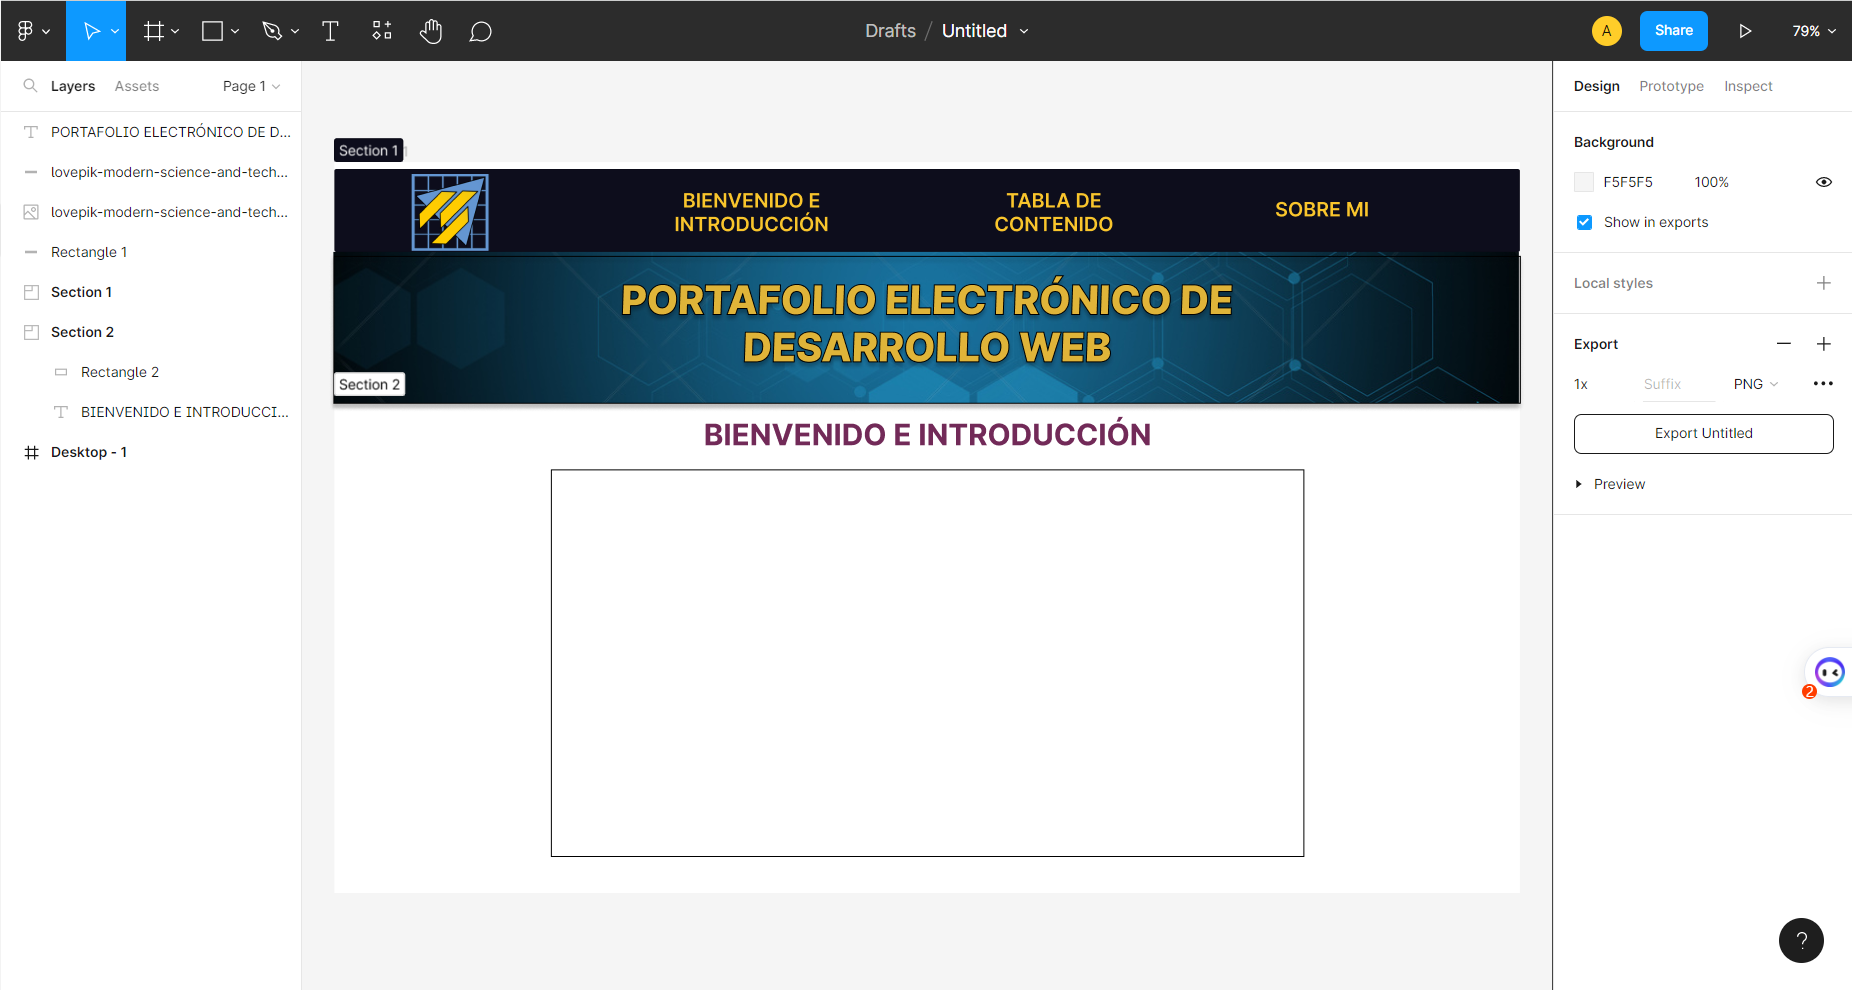 Drafts / Untitled
A
Share
79%
Layers
Assets
Page 1
PORTAFOLIO ELECTRÓNICO DE D...
lovepik-modern-science-and-tech...
lovepik-modern-science-and-tech...
Rectangle 1
Section 1
Section 2
Rectangle 2
BIENVENIDO E INTRODUCCI...
Desktop - 1
Section 1
BIENVENIDO E
INTRODUCCIÓN
TABLA DE
CONTENIDO
SOBRE MI
PORTAFOLIO ELECTRÓNICO DE
DESARROLLO WEB
Section 2
BIENVENIDO E INTRODUCCIÓN
Design
Prototype
Inspect
Background
F5F5F5
100%
Show in exports
Local styles
Export
1x
Suffix
PNG
Export Untitled
Preview
2
?